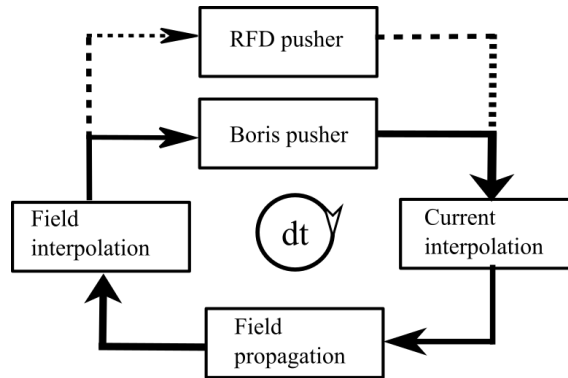 RFD pusher
Boris pusher
Field
interpolation
dt
Current
interpolation
Field
propagation